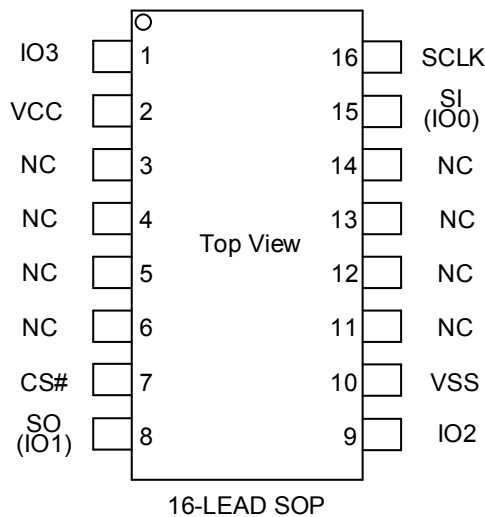 IO3 1 16 SCLK
VCC 2 15 SI
(IO0)
NC 3 14 NC
NC 4 13 NC
Top View
NC 5 12 NC
NC 6 11 NC
CS# 7 10 VSS
SO
(IO1) 8 9 IO2
16-LEAD SOP